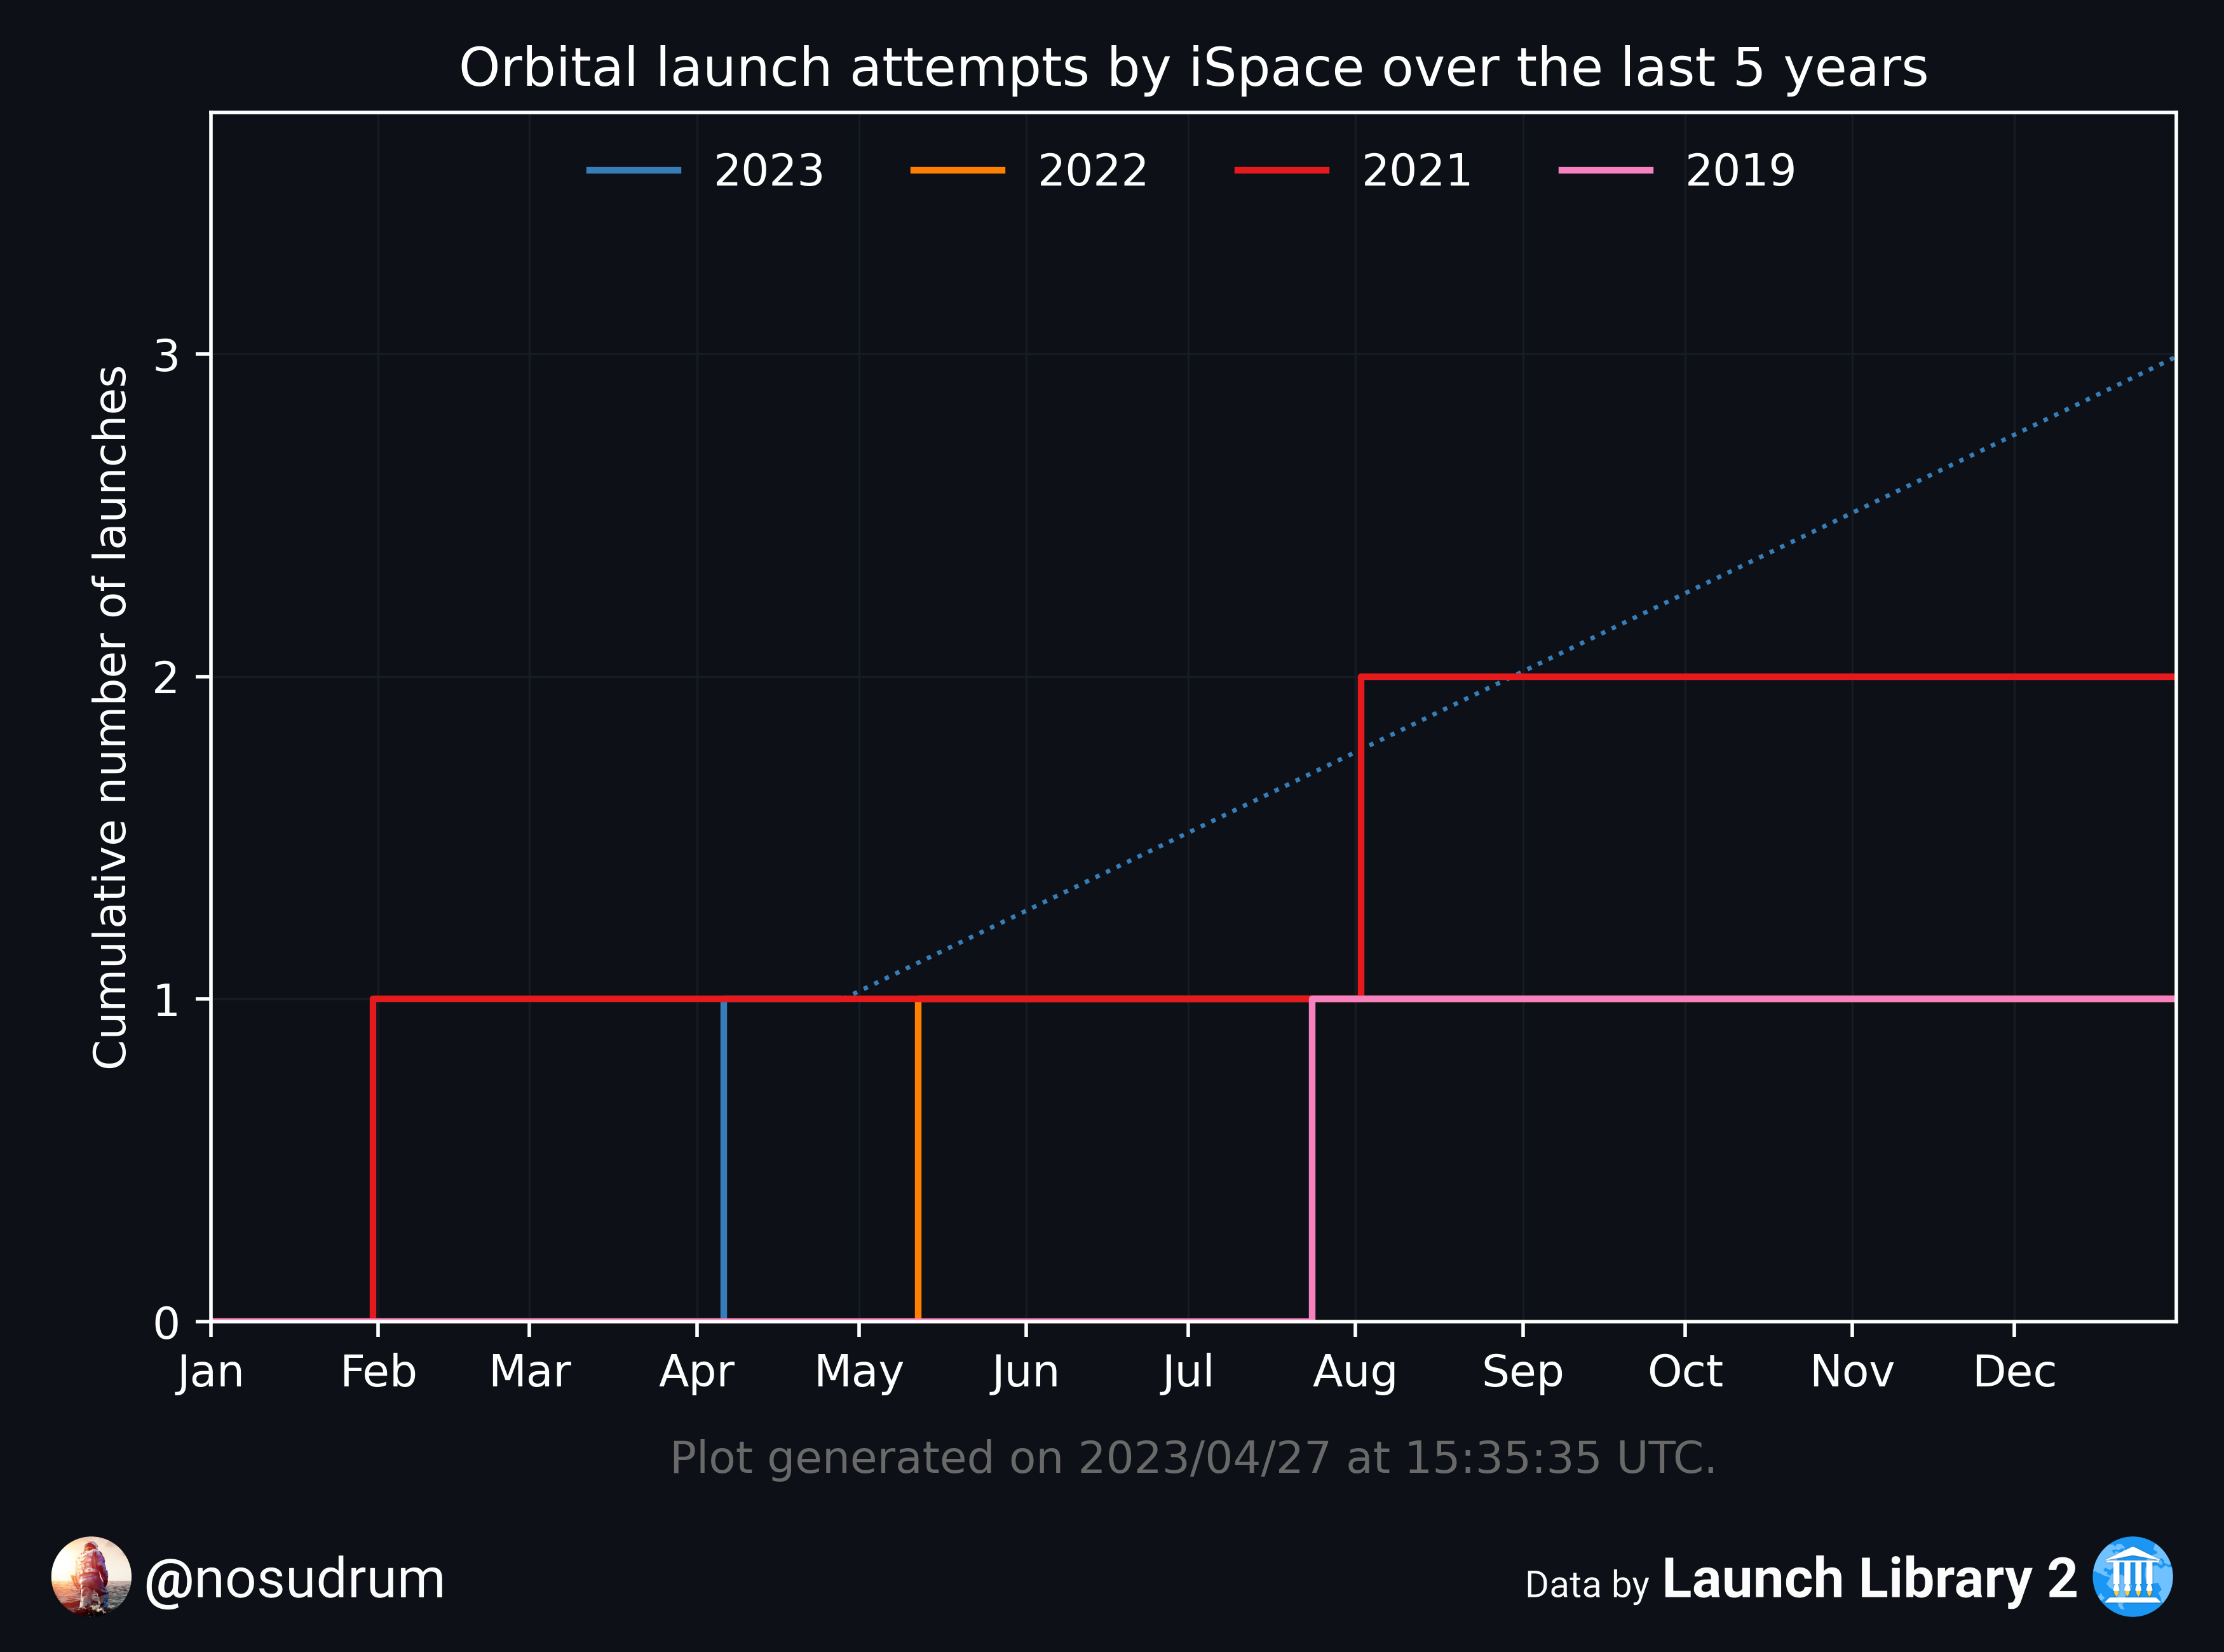 Orbital launch attempts by iSpace over the last 5 years
2023 2022 2021 2019
Cumulative number of launches
3
2
1
0
Jan Feb Mar Apr May Jun Jul Aug Sep Oct Nov Dec
Plot generated on 2023/04/27 at 15:35:35 UTC.
@nosudrum
Data by Launch Library 2